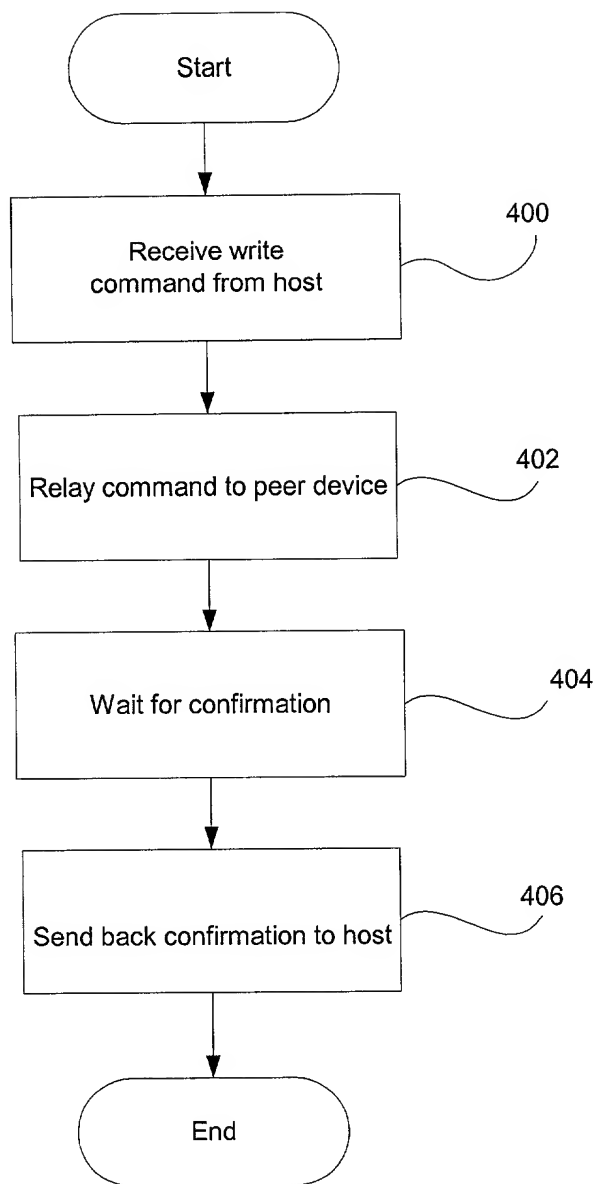 Start
Receive write
command from host
400
Relay command to peer device
402
Wait for confirmation
404
Send back confirmation to host
406
End